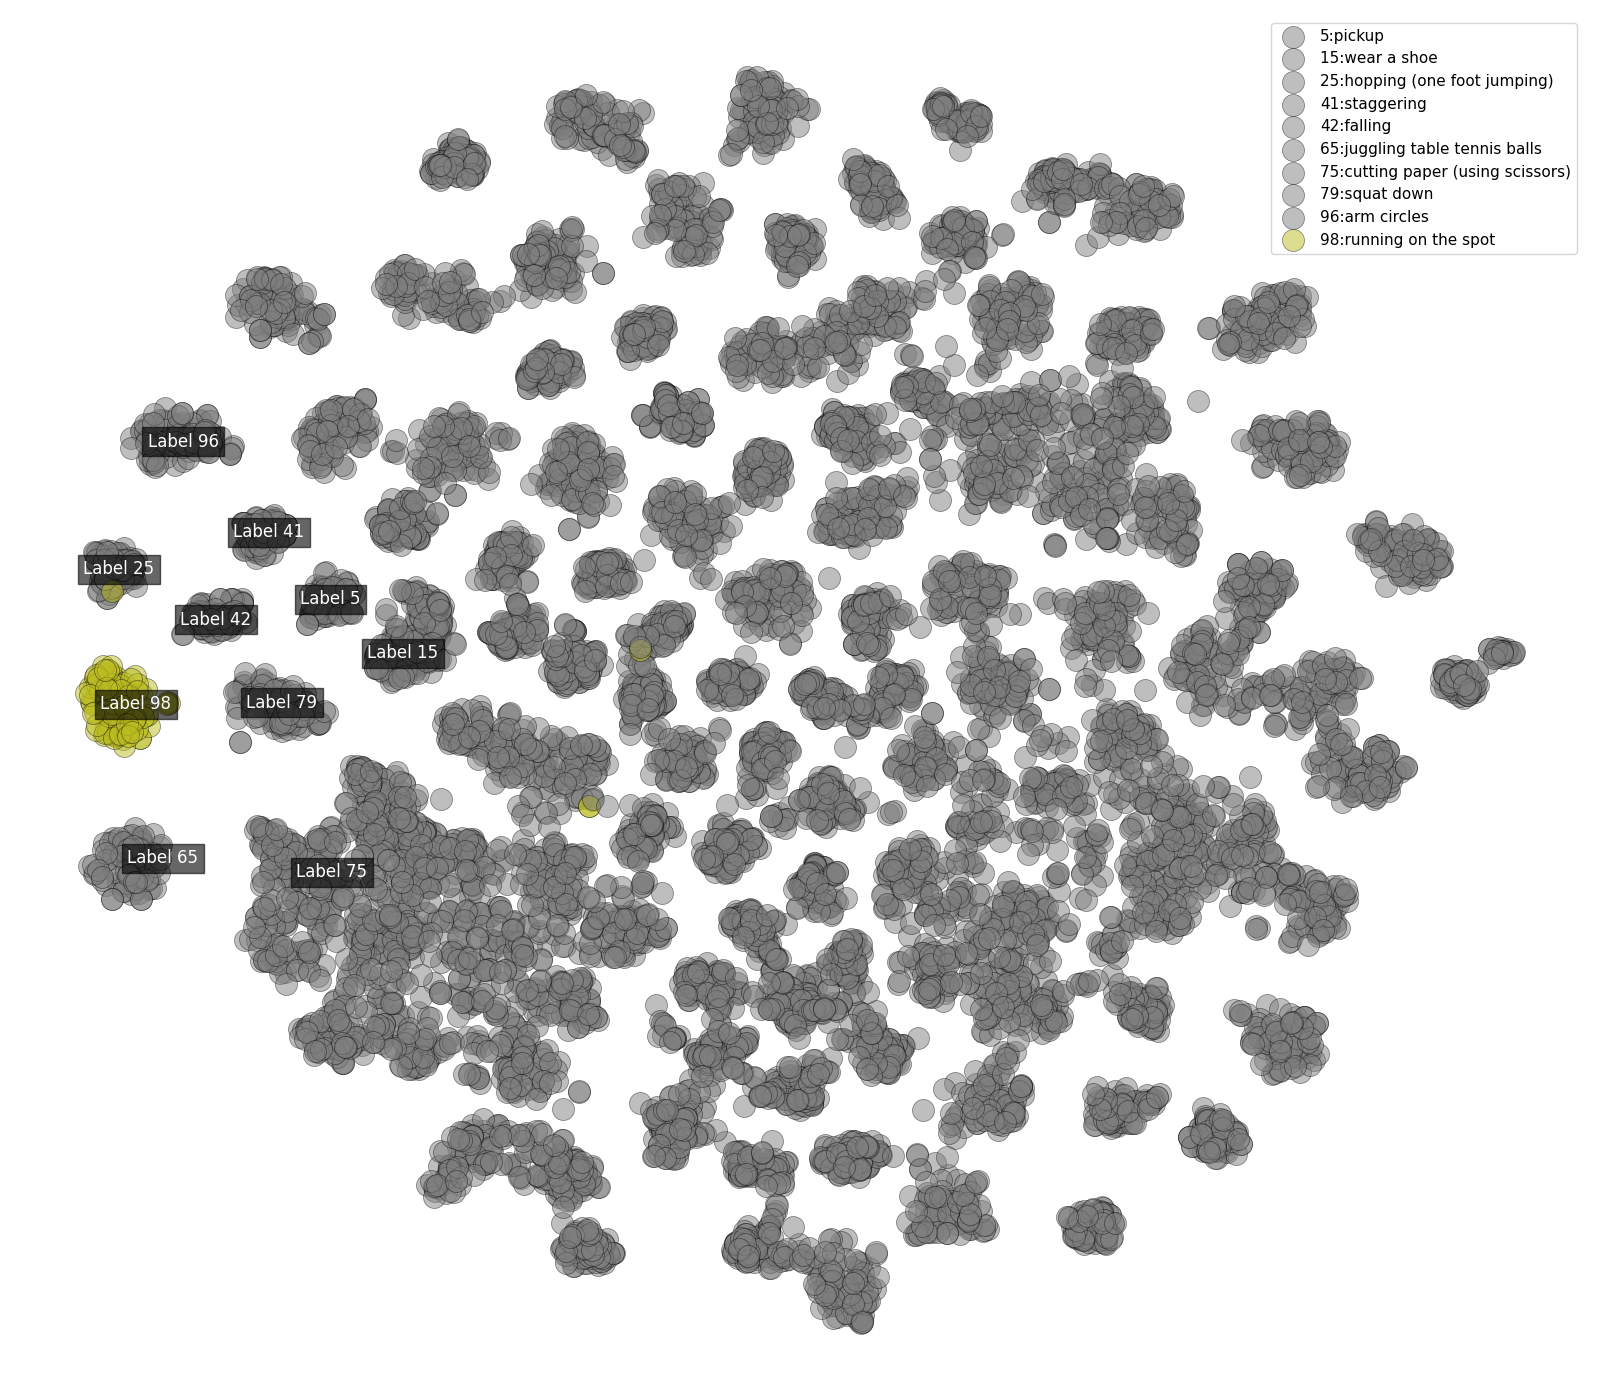 5:pickup
15:wear a shoe
25:hopping (one foot jumping)
41:staggering
42:falling
65:juggling table tennis balls
75:cutting paper (using scissors)
79:squat down
96:arm circles
98:running on the spot
Label 96
Label 41
Label 25
Label 5
Label 42
Label 15
Label 79
Label 98
Label 65
Label 75